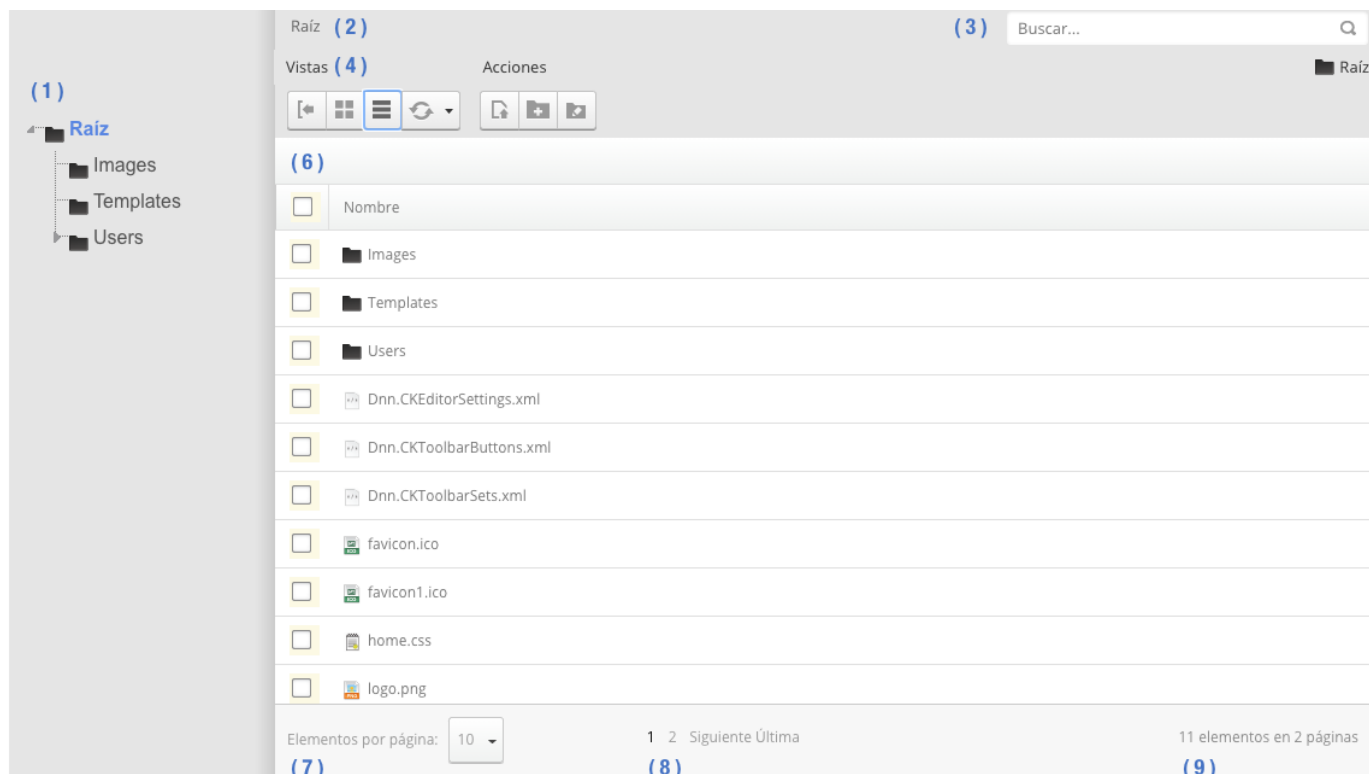 Raíz (2)
(3) Buscar...
Vistas (4)
Acciones
Raíz
(1)
Raíz
Images
Templates
Users
(6)
Nombre
Images
Templates
Users
Dnn.CKEditorSettings.xml
Dnn.CKToolbarButtons.xml
Dnn.CKToolbarSets.xml
favicon.ico
favicon1.ico
home.css
logo.png
Elementos por página: 10
1 2 Siguiente Última
11 elementos en 2 páginas
(7)
(8)
(9)